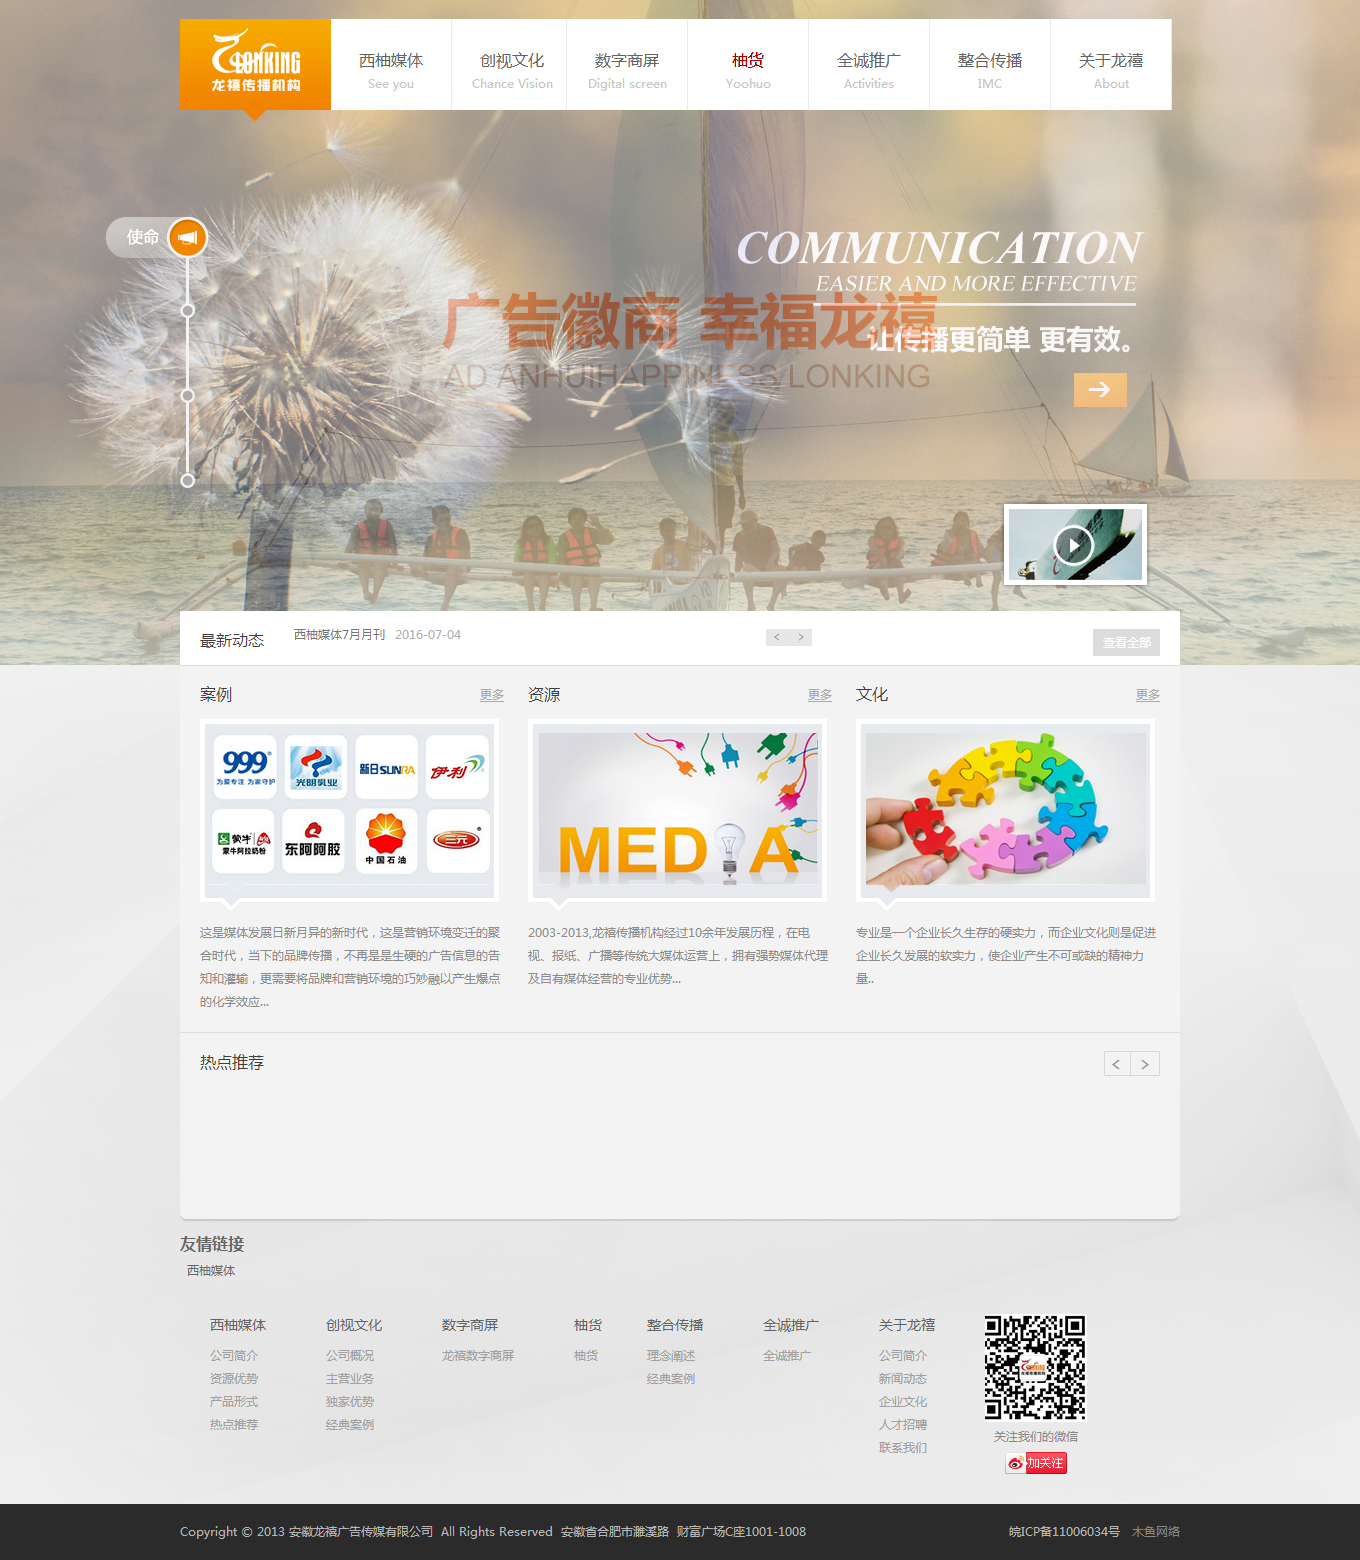 LONKING
龙禧传播机构
西柚媒体 创视文化 数字商屏 柚货 全诚推广 整合传播 关于龙禧
See you Chance Vision Digital screen Yoohuo Activities IMC About
使命
COMMUNICATION
EASIER AND MORE EFFECTIVE
广告徽商 幸福龙禧
让传播更简单 更有效。
AD ANHUIHAPPINESS LONKING
最新动态 西柚媒体7月月刊 2016-07-04 < > 查看全部
案例 更多 资源 更多 文化 更多
999 光明乳业 新日SUNRA 伊利
为爱专注 为家守护
蒙牛阿拉奶粉 东阿阿胶 中国石油 三元
MEDIA
这是媒体发展日新月异的新时代，这是营销环境变迁的聚
合时代，当下的品牌传播，不再是是生硬的广告信息的告
知和灌输，更需要将品牌和营销环境的巧妙融以产生爆点
的化学效应...
2003-2013,龙禧传播机构经过10余年发展历程，在电
视、报纸、广播等传统大媒体运营上，拥有强势媒体代理
及自有媒体经营的专业优势...
专业是一个企业长久生存的硬实力，而企业文化则是促进
企业长久发展的软实力，使企业产生不可或缺的精神力
量..
热点推荐 < >
友情链接
西柚媒体
西柚媒体
公司简介
资源优势
产品形式
热点推荐
创视文化
公司概况
主营业务
独家优势
经典案例
数字商屏
龙禧数字商屏
柚货
柚货
整合传播
理念阐述
经典案例
全诚推广
全诚推广
关于龙禧
公司简介
新闻动态
企业文化
人才招聘
联系我们
关注我们的微信
加关注
Copyright © 2013 安徽龙禧广告传媒有限公司 All Rights Reserved 安徽省合肥市濉溪路 财富广场C座1001-1008 皖ICP备11006034号 木鱼网络